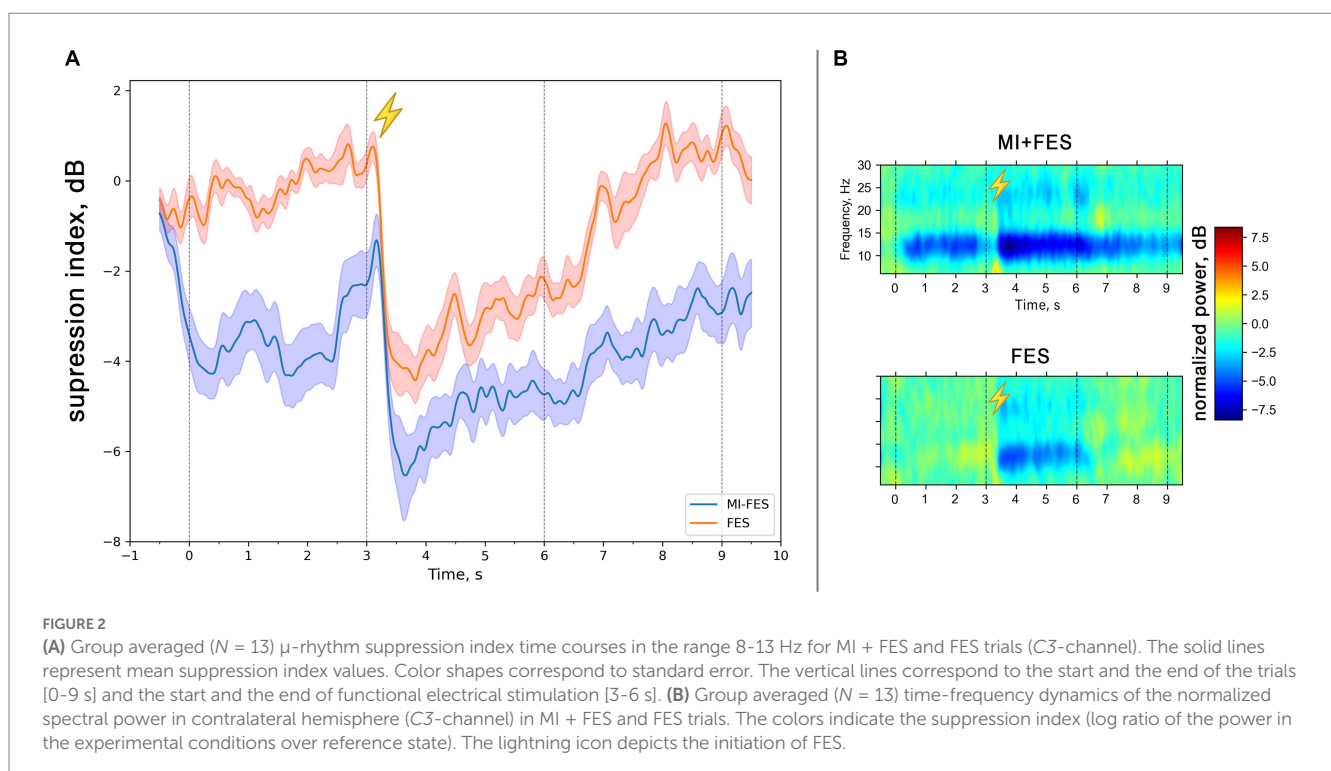 A
supression index, dB
2
0
−2
−4
−6
−8
−1
0
1
2
3
4
5
6
7
8
9
10
Time, s
MI-FES
FES
B
MI+FES
Frequency, Hz
30
25
20
15
10
0 1 2 3 4 5 6 7 8 9
Time, s
FES
0 1 2 3 4 5 6 7 8 9
normalized power, dB
7.5
5.0
2.5
0.0
−2.5
−5.0
−7.5
FIGURE 2
(A) Group averaged (N = 13) μ-rhythm suppression index time courses in the range 8-13 Hz for MI + FES and FES trials (C3-channel). The solid lines
represent mean suppression index values. Color shapes correspond to standard error. The vertical lines correspond to the start and the end of the trials
[0-9 s] and the start and the end of functional electrical stimulation [3-6 s]. (B) Group averaged (N = 13) time-frequency dynamics of the normalized
spectral power in contralateral hemisphere (C3-channel) in MI + FES and FES trials. The colors indicate the suppression index (log ratio of the power in
the experimental conditions over reference state). The lightning icon depicts the initiation of FES.